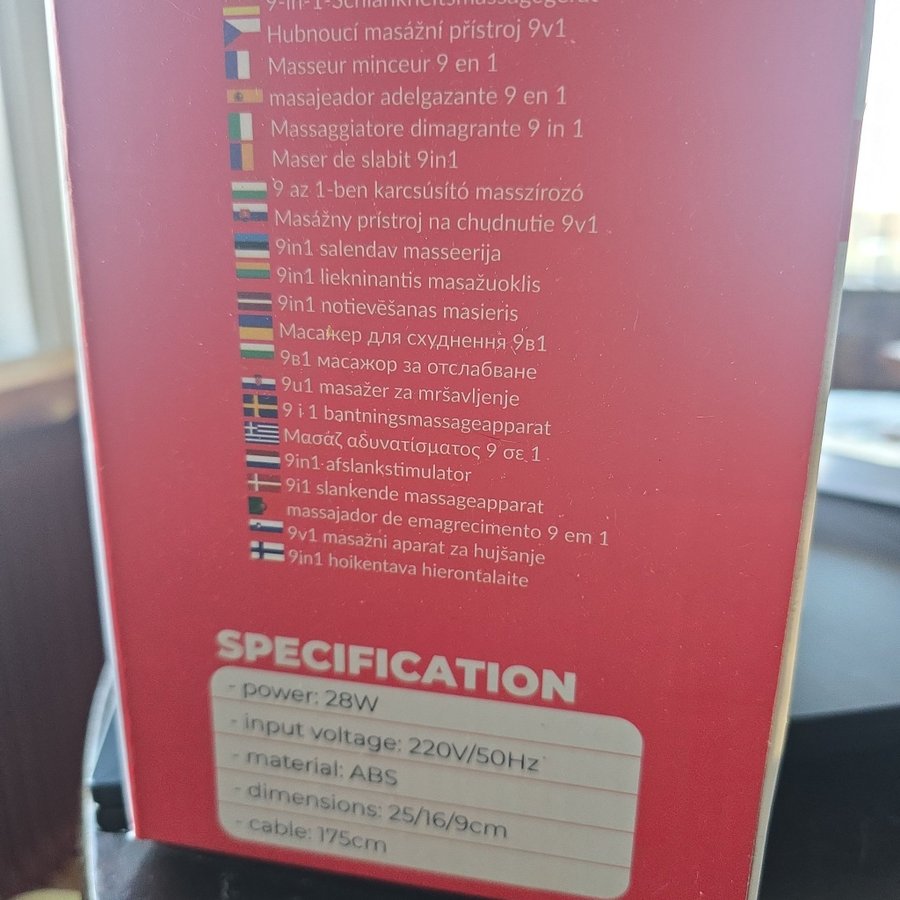 9-in-1-Schlankheitsmassagegerät
Hubnoucí masážní přístroj 9v1
Masseur minceur 9 en 1
masajeador adelgazante 9 en 1
Massaggiatore dimagrante 9 in 1
Maser de slabit 9in1
9 az 1-ben karcsúsító masszírozó
Masážny prístroj na chudnutie 9v1
9in1 salendav masseerija
9in1 liekninantis masažuoklis
9in1 notievēšanas masieris
Масажер для схуднення 9в1
9в1 масажор за отслабване
9u1 masažer za mršavljenje
9 i 1 bantningsmassageapparat
Μασάζ αδυνατίσματος 9 σε 1
9in1 afslankstimulator
9i1 slankende massageapparat
massajador de emagrecimento 9 em 1
9v1 masažni aparat za hujšanje
9in1 hoikentava hierontalaite
SPECIFICATION
- power: 28W
- input voltage: 220V/50Hz
- material: ABS
- dimensions: 25/16/9cm
- cable: 175cm